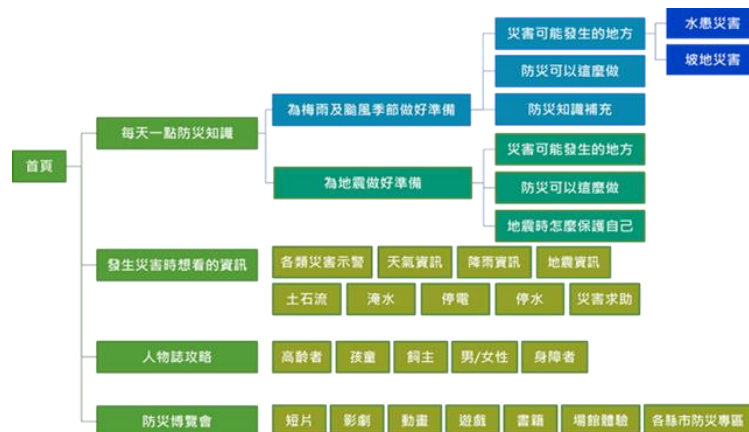 首頁
每天一點防災知識
為梅雨及颱風季節做好準備
災害可能發生的地方
水患災害
坡地災害
防災可以這麼做
防災知識補充
為地震做好準備
災害可能發生的地方
防災可以這麼做
地震時怎麼保護自己
發生災害時想看的資訊
各類災害示警 天氣資訊 降雨資訊 地震資訊
土石流 淹水 停電 停水 災害求助
人物誌攻略
高齡者 孩童 飼主 男/女性 身障者
防災博覽會
短片 影劇 動畫 遊戲 書籍 場館體驗 各縣市防災專區